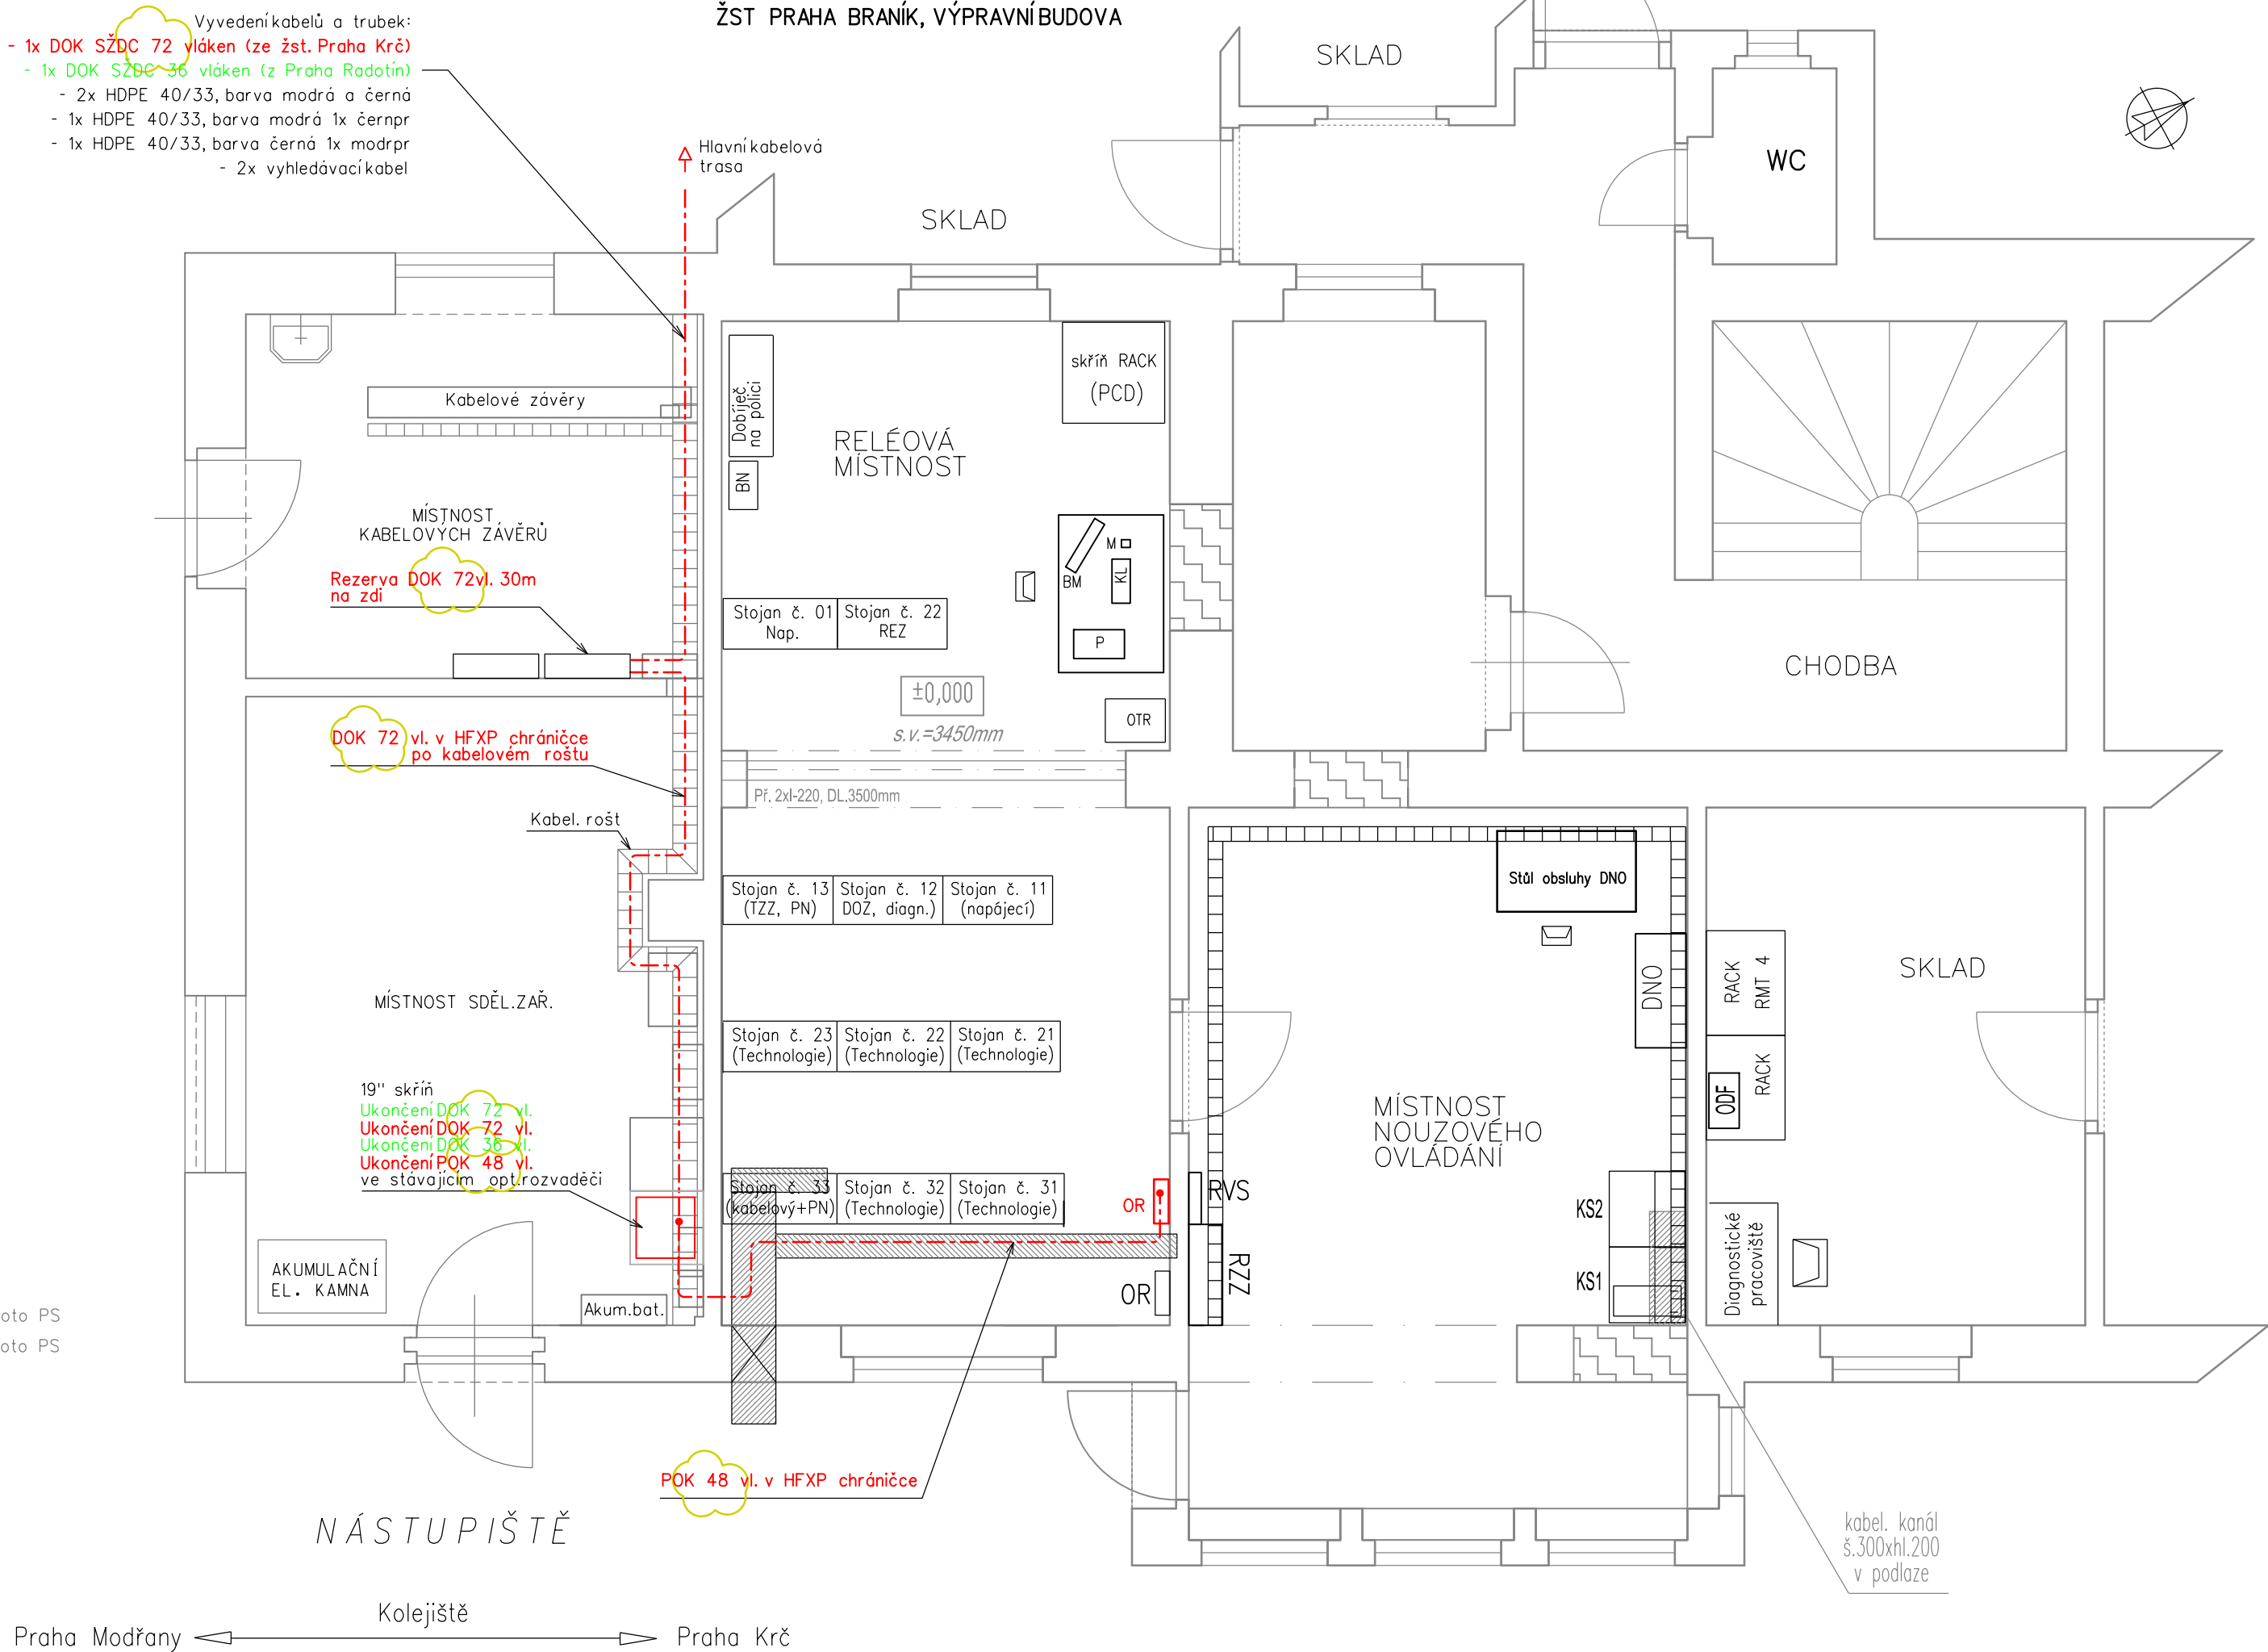 ŽST PRAHA BRANÍK, VÝPRAVNÍ BUDOVA
Vyvedení kabelů a trubek:
- 1x DOK SŽDC 72 vláken (ze žst. Praha Krč)
- 1x DOK SŽDC 36 vláken (z Praha Radotín)
- 2x HDPE 40/33, barva modrá a černá
- 1x HDPE 40/33, barva modrá 1x černpr
- 1x HDPE 40/33, barva černá 1x modrpr
- 2x vyhledávací kabel
Hlavní kabelová
trasa
SKLAD
SKLAD
WC
Kabelové závěry
MÍSTNOST
KABELOVÝCH ZÁVĚRŮ
Rezerva DOK 72vl. 30m
na zdi
DOK 72 vl. v HFXP chráničce
po kabelovém roštu
Kabel. rošt
MÍSTNOST SDĚL.ZAŘ.
19" skříň
Ukončení DOK 72 vl.
Ukončení DOK 72 vl.
Ukončení DOK 36 vl.
Ukončení POK 48 vl.
ve stávajícím opt.rozvaděči
AKUMULAČNÍ
EL. KAMNA
Akum.bat.
Dobíječ.
na polici
BN
skříň RACK
(PCD)
RELÉOVÁ
MÍSTNOST
M
BM
KL
P
OTR
Stojan č. 01
Nap.
Stojan č. 22
REZ
±0,000
s.v.=3450mm
Př. 2xI-220, DL.3500mm
Stojan č. 13
(TZZ, PN)
Stojan č. 12
DOZ, diagn.)
Stojan č. 11
(napájecí)
Stojan č. 23
(Technologie)
Stojan č. 22
(Technologie)
Stojan č. 21
(Technologie)
Stojan č. 33
(kabelový+PN)
Stojan č. 32
(Technologie)
Stojan č. 31
(Technologie)
OR
OR
RVS
RZZ
CHODBA
Stůl obsluhy DNO
DNO
MÍSTNOST
NOUZOVÉHO
OVLÁDÁNÍ
KS2
KS1
RACK
RMT 4
RACK
ODF
SKLAD
Diagnostické
pracoviště
POK 48 vl. v HFXP chráničce
kabel. kanál
š.300xhl.200
v podlaze
oto PS
oto PS
NÁSTUPIŠTĚ
Kolejiště
Praha Modřany
Praha Krč